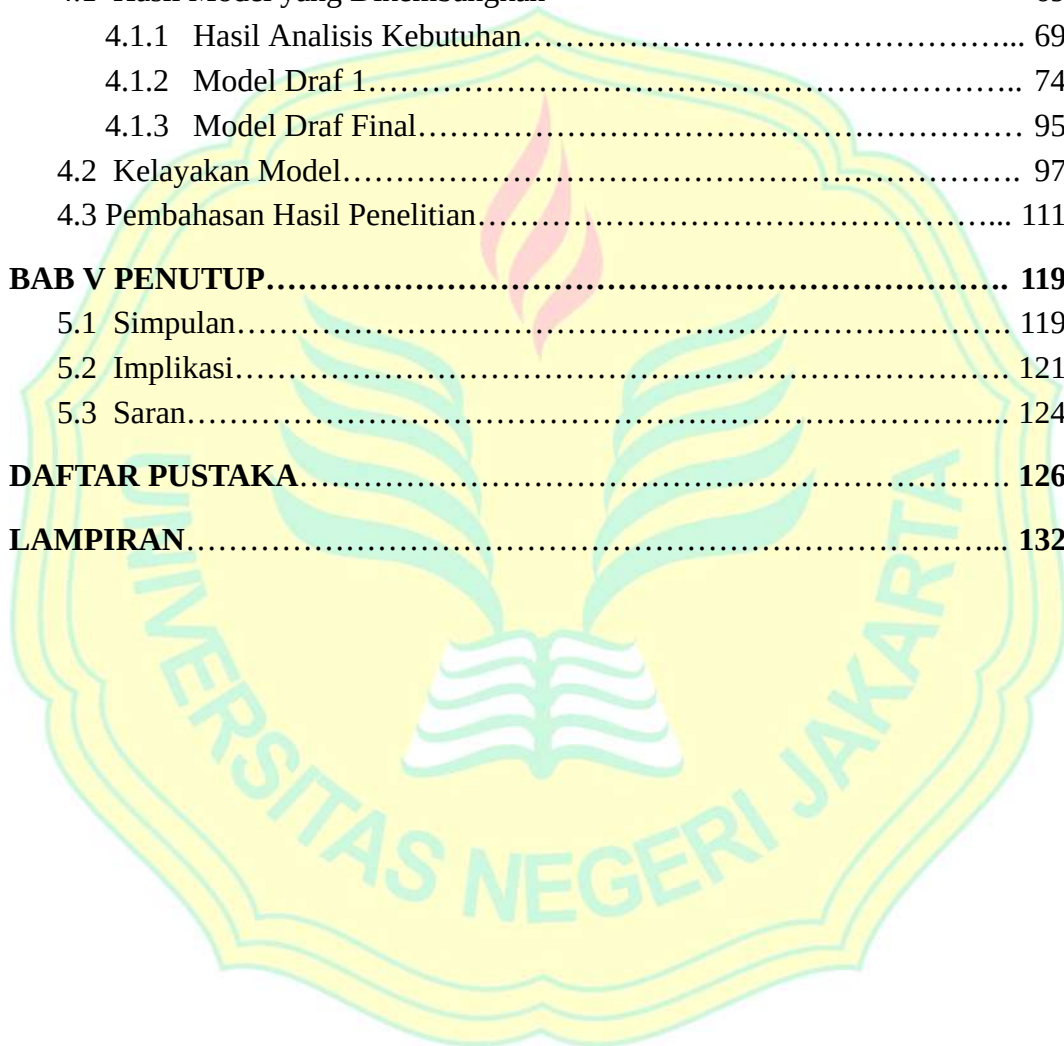 4.1.1 Hasil Analisis Kebutuhan………………………………………... 69
4.1.2 Model Draf 1…………………………………………………….. 74
4.1.3 Model Draf Final………………………………………………… 95
4.2 Kelayakan Model………………………………………………………. 97
4.3 Pembahasan Hasil Penelitian…………………………………………... 111
BAB V PENUTUP……………………………………………………………. 119
5.1 Simpulan………………………………………………………………. 119
5.2 Implikasi………………………………………………………………. 121
5.3 Saran…………………………………………………………………... 124
DAFTAR PUSTAKA…………………………………………………………. 126
LAMPIRAN…………………………………………………………………... 132
UNIVERSITAS NEGERI JAKARTA